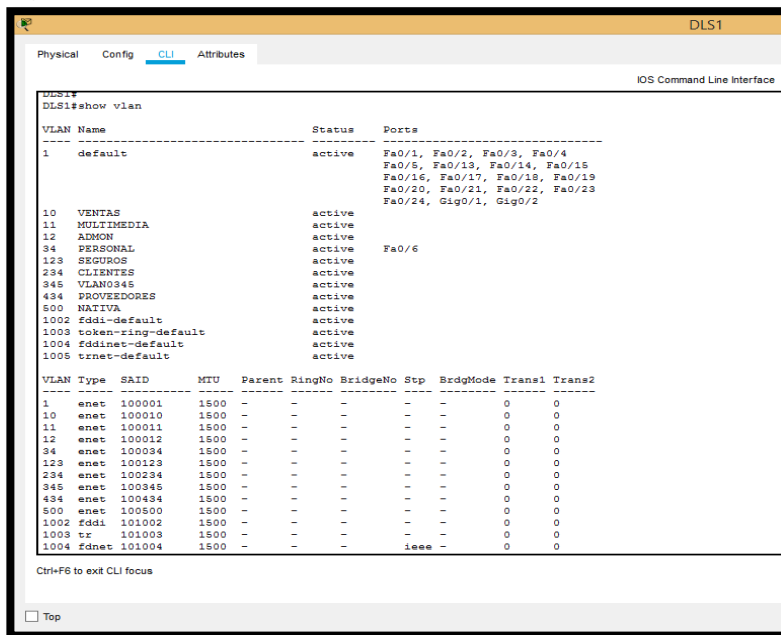 DLS1
Physical Config CLI Attributes
IOS Command Line Interface
DLS1#
DLS1#show vlan
VLAN Name Status Ports
---- -------------------------------- --------- -------------------------------
1 default active Fa0/1, Fa0/2, Fa0/3, Fa0/4
Fa0/5, Fa0/13, Fa0/14, Fa0/15
Fa0/16, Fa0/17, Fa0/18, Fa0/19
Fa0/20, Fa0/21, Fa0/22, Fa0/23
Fa0/24, Gig0/1, Gig0/2
10 VENTAS active
11 MULTIMEDIA active
12 ADMON active
34 PERSONAL active Fa0/6
123 SEGUROS active
234 CLIENTES active
345 VLAN0345 active
434 PROVEEDORES active
500 NATIVA active
1002 fddi-default active
1003 token-ring-default active
1004 fddinet-default active
1005 trnet-default active
VLAN Type SAID MTU Parent RingNo BridgeNo Stp BrdgMode Trans1 Trans2
---- ----- ---------- ----- ------ ------ -------- ---- -------- ------ ------
1 enet 100001 1500 - - - - - 0 0
10 enet 100010 1500 - - - - - 0 0
11 enet 100011 1500 - - - - - 0 0
12 enet 100012 1500 - - - - - 0 0
34 enet 100034 1500 - - - - - 0 0
123 enet 100123 1500 - - - - - 0 0
234 enet 100234 1500 - - - - - 0 0
345 enet 100345 1500 - - - - - 0 0
434 enet 100434 1500 - - - - - 0 0
500 enet 100500 1500 - - - - - 0 0
1002 fddi 101002 1500 - - - - - 0 0
1003 tr 101003 1500 - - - - - 0 0
1004 fdnet 101004 1500 - - - ieee - 0 0
Ctrl+F6 to exit CLI focus
Top